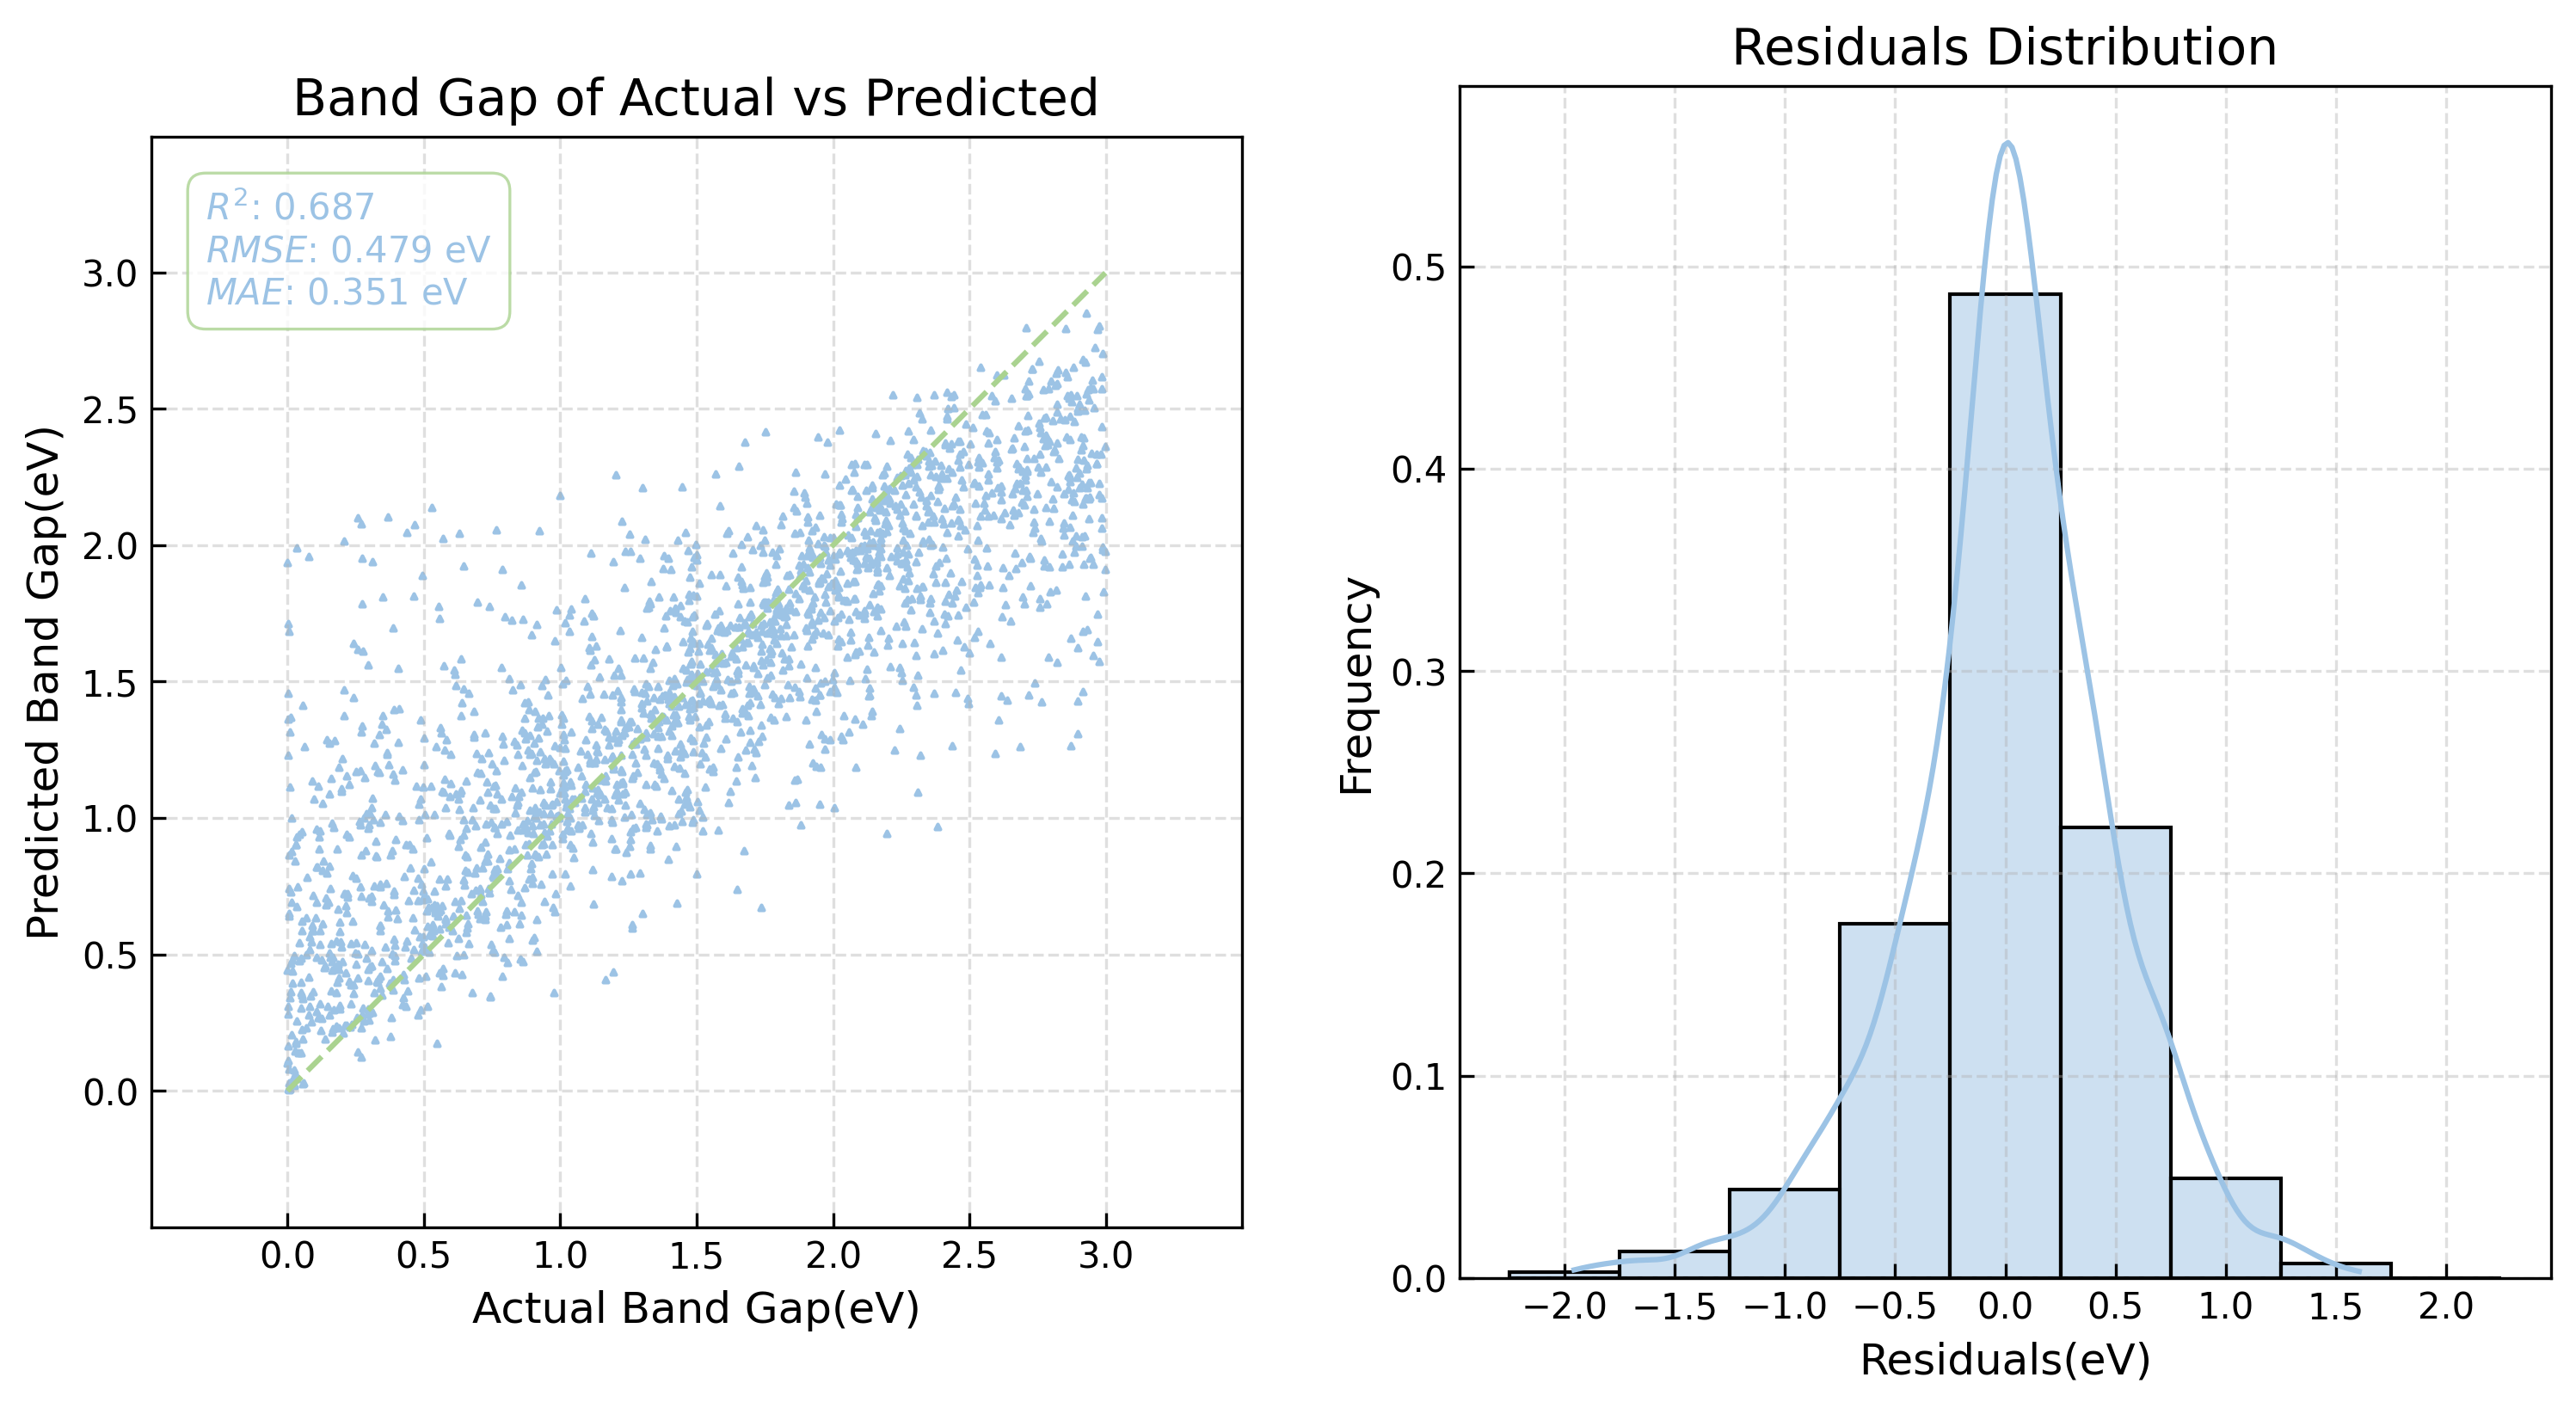 Band Gap of Actual vs Predicted
R²: 0.687
RMSE: 0.479 eV
MAE: 0.351 eV
3.0
2.5
2.0
1.5
1.0
0.5
0.0
Predicted Band Gap(eV)
0.0 0.5 1.0 1.5 2.0 2.5 3.0
Actual Band Gap(eV)
Residuals Distribution
0.5
0.4
0.3
0.2
0.1
0.0
Frequency
−2.0 −1.5 −1.0 −0.5 0.0 0.5 1.0 1.5 2.0
Residuals(eV)